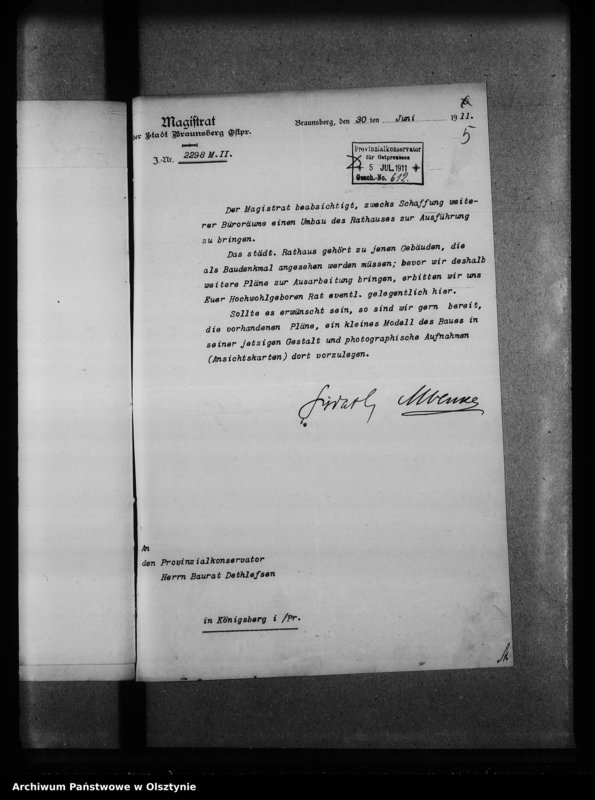 Magistrat
der Stadt Braunsberg Ostpr.
J.-Nr. 2298 M.II.
Braunsberg, den 30 ten Juni 1911.
5
Provinzialkonservator
für Ostpreussen
5 JUL.1911
Gesch.-No. 612.
Der Magistrat beabsichtigt, zwecks Schaffung weite-
rer Büroräume einen Umbau des Rathauses zur Ausführung
zu bringen.
Das städt. Rathaus gehört zu jenen Gebäuden, die
als Baudenkmal angesehen werden müssen; bevor wir deshalb
weitere Pläne zur Ausarbeitung bringen, erbitten wir uns
Euer Hochwohlgeboren Rat eventl. gelegentlich hier.
Sollte es erwünscht sein, so sind wir gern bereit,
die vorhandenen Pläne, ein kleines Modell des Baues in
seiner jetzigen Gestalt und photographische Aufnahmen
(Ansichtskarten) dort vorzulegen.
An
den Provinzialkonservator
Herrn Baurat Dethlefsen
in Königsberg i/Pr.
Archiwum Państwowe w Olsztynie